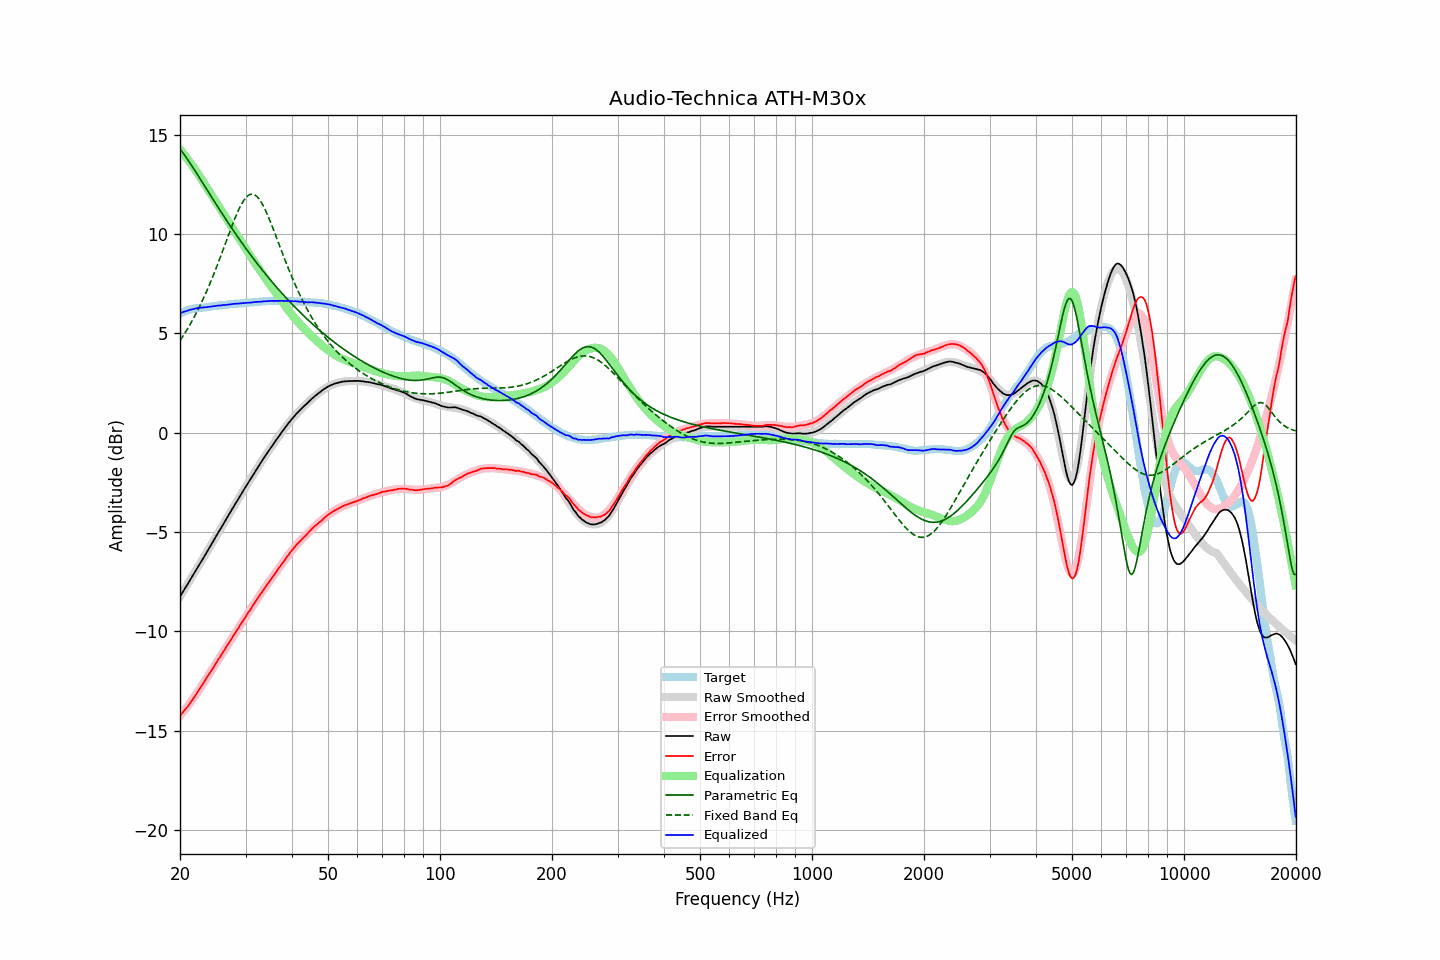 Audio-Technica ATH-M30x
15
10
5
0
−5
−10
−15
−20
Amplitude (dBr)
20
50
100
200
500
1000
2000
5000
10000
20000
Frequency (Hz)
Target
Raw Smoothed
Error Smoothed
Raw
Error
Equalization
Parametric Eq
Fixed Band Eq
Equalized